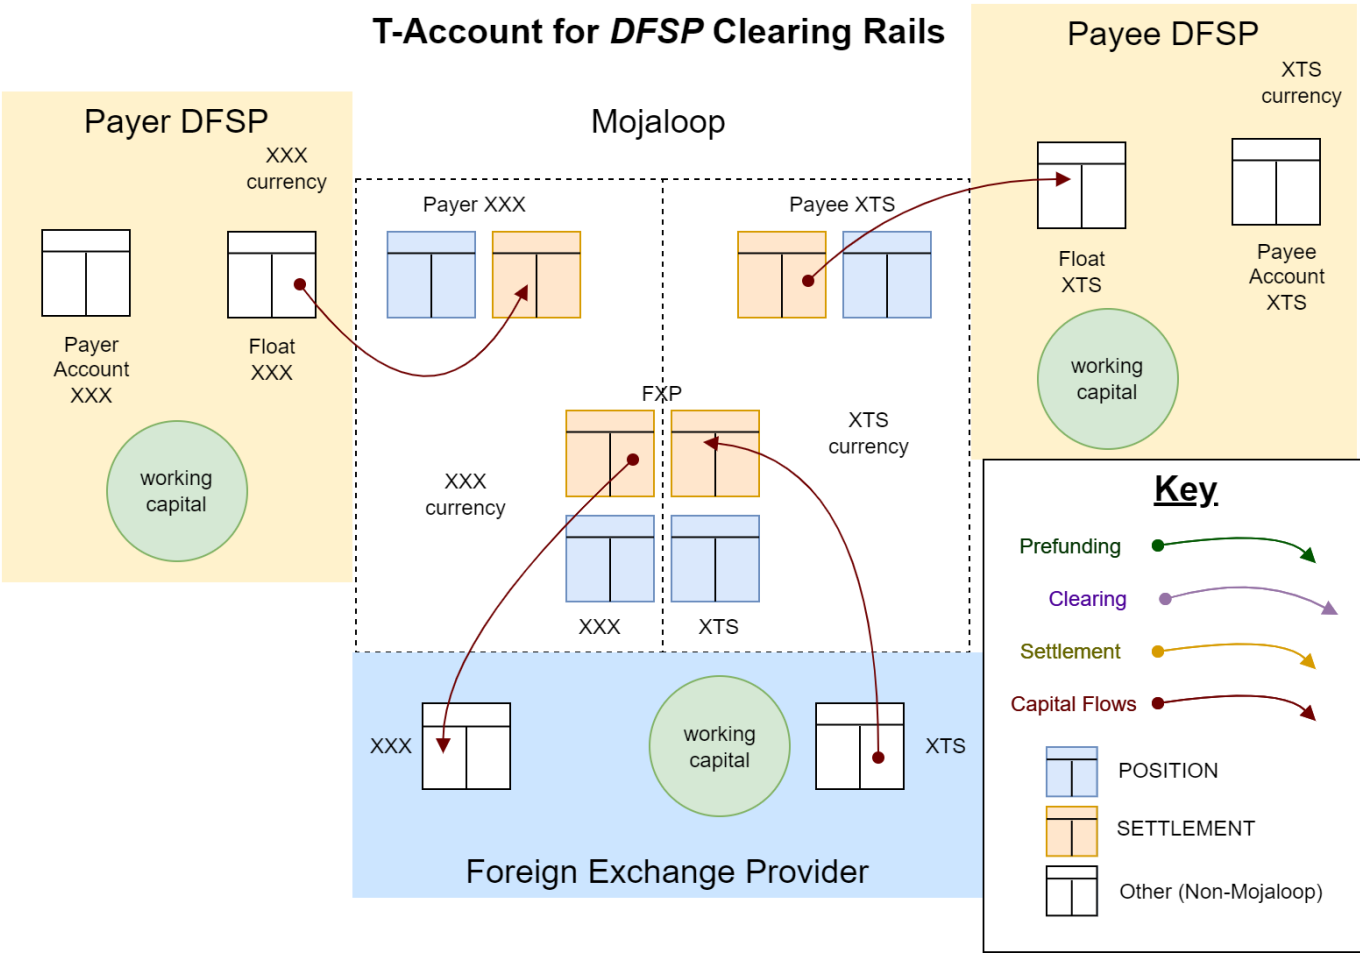 T-Account for DFSP Clearing Rails
Payer DFSP
XXX
currency
Payer
Account
XXX
Float
XXX
working
capital
Mojaloop
Payer XXX
Payee XTS
FXP
XXX
currency
XTS
currency
XXX
XTS
Payee DFSP
XTS
currency
Float
XTS
Payee
Account
XTS
working
capital
XXX
working
capital
XTS
Foreign Exchange Provider
Key
Prefunding
Clearing
Settlement
Capital Flows
POSITION
SETTLEMENT
Other (Non-Mojaloop)